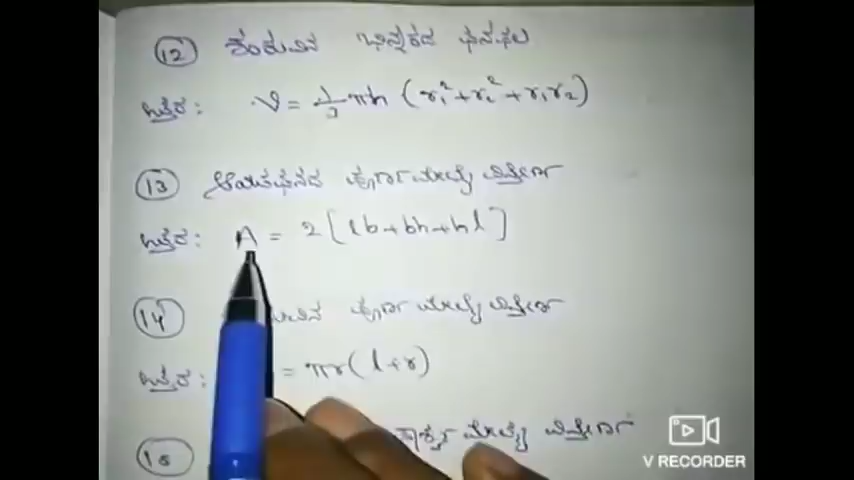 12 ಶಂಕುವಿನ ಭಿನ್ನಕದ ಘನಫಲ
ಉತ್ತರ: V = 1/3 πh (r₁² + r₂² + r₁r₂)
13 ಆಯತಘನದ ಪೂರ್ಣ ಮೇಲ್ಮೈ ವಿಸ್ತೀರ್ಣ
ಉತ್ತರ: A = 2[lb+bh+hl]
14 ಪೂರ್ಣ ಮೇಲ್ಮೈ ವಿಸ್ತೀರ್ಣ
ಉತ್ತರ: = πr(l+r)
15 ಪಾರ್ಶ್ವ ಮೇಲ್ಮೈ ವಿಸ್ತೀರ್ಣ
V RECORDER